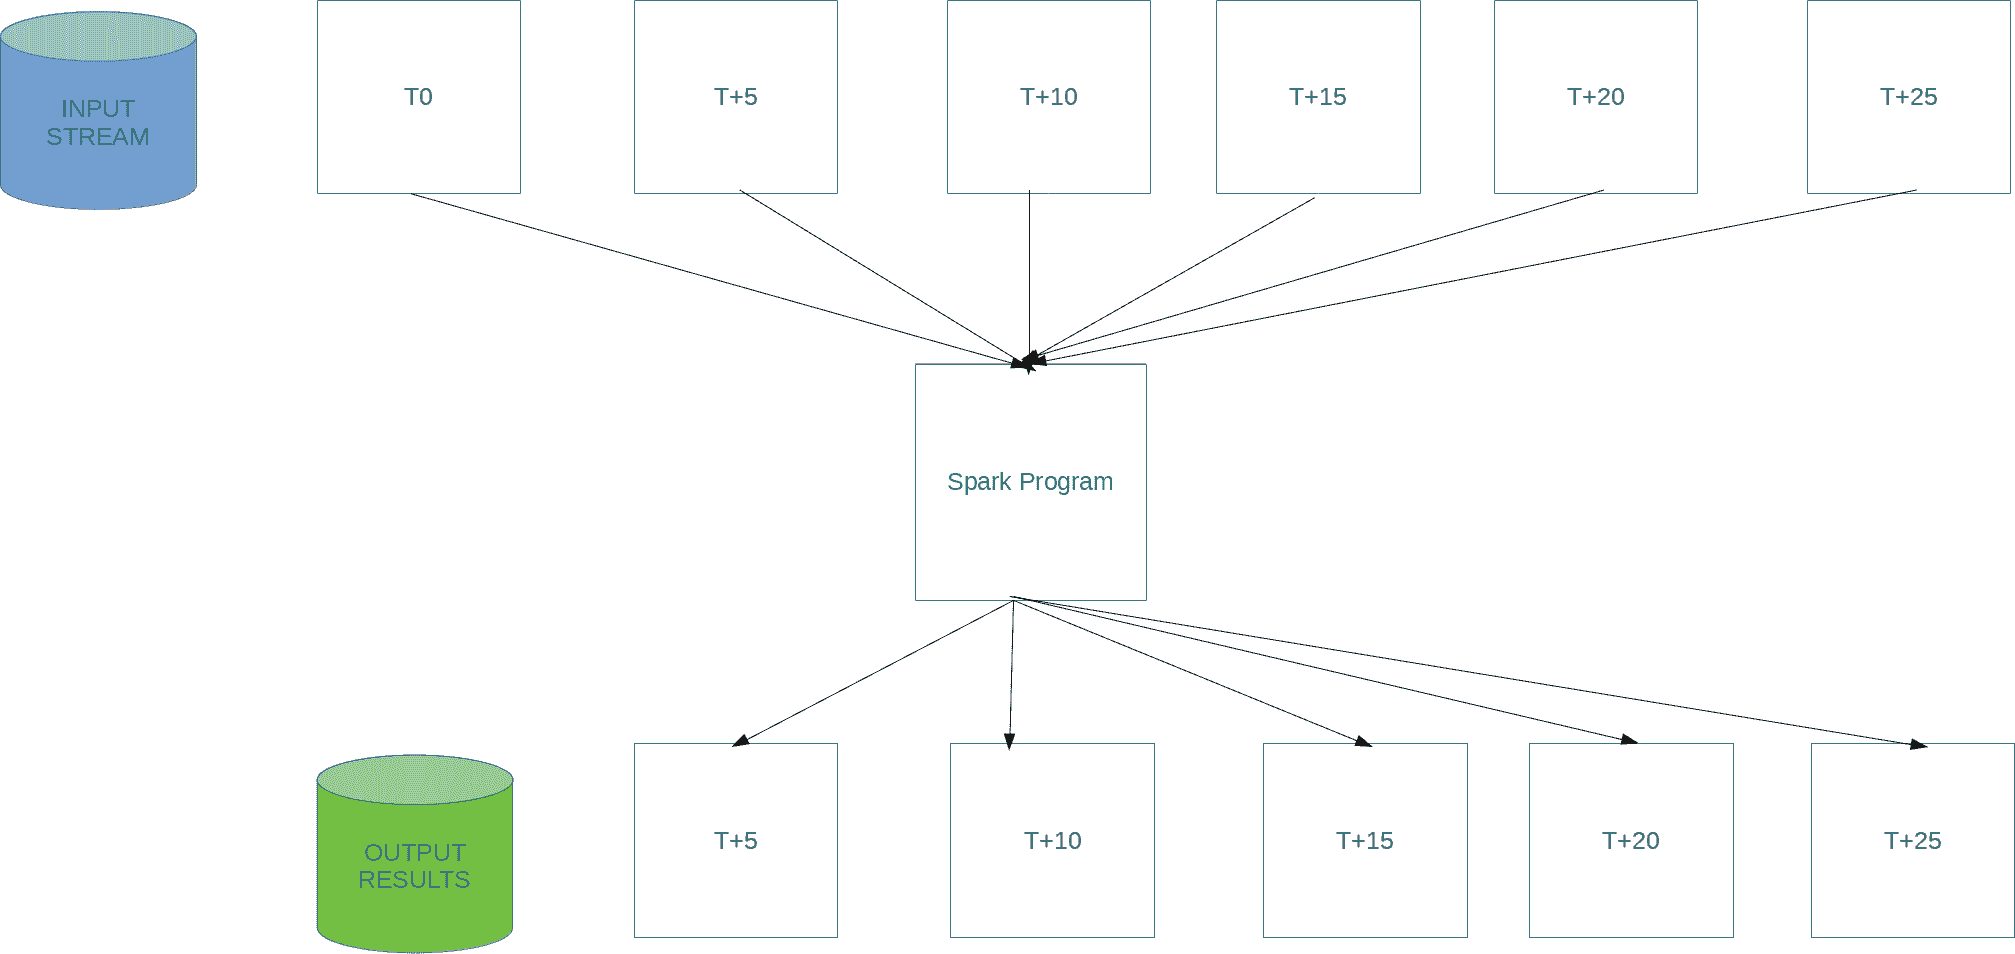 INPUT
STREAM
T0
T+5
T+10
T+15
T+20
T+25
Spark Program
OUTPUT
RESULTS
T+5
T+10
T+15
T+20
T+25